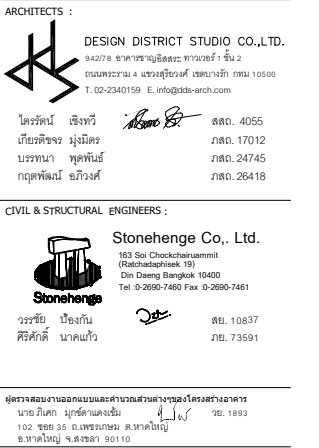 ARCHITECTS :
DESIGN DISTRICT STUDIO CO.,LTD.
942/78 อาคารชาญอิสสระ ทาวเวอร์ 1 ชั้น 2
ถนนพระราม 4 แขวงสุริยวงศ์ เขตบางรัก กทม 10500
T. 02-2340159 E. info@dds-arch.com
ไตรรัตน์ เชิงทวี สสถ. 4055
เกียรติขจร มุ่งมิตร ภสถ. 17012
บรรทนา พูดพันธ์ ภสถ. 24745
กฤตพัฒน์ อภิวงศ์ ภสถ. 26418
CIVIL & STRUCTURAL ENGINEERS :
Stonehenge
Stonehenge Co,. Ltd.
163 Soi Chockchairuammit
(Ratchadaphisek 19)
Din Daeng Bangkok 10400
Tel :0-2690-7460 Fax :0-2690-7461
วรรชัย ป้องกัน สย. 10837
ศิริศักดิ์ นาคแก้ว ภย. 73591
ผู้ตรวจสอบงานออกแบบและคำนวณส่วนต่างๆของโครงสร้างอาคาร
นาย ภิเศก มุกข์ดาแดงเข้ม วย. 1893
102 ซอย 35 ถ.เพชรเกษม ต.หาดใหญ่
อ.หาดใหญ่ จ.สงขลา 90110